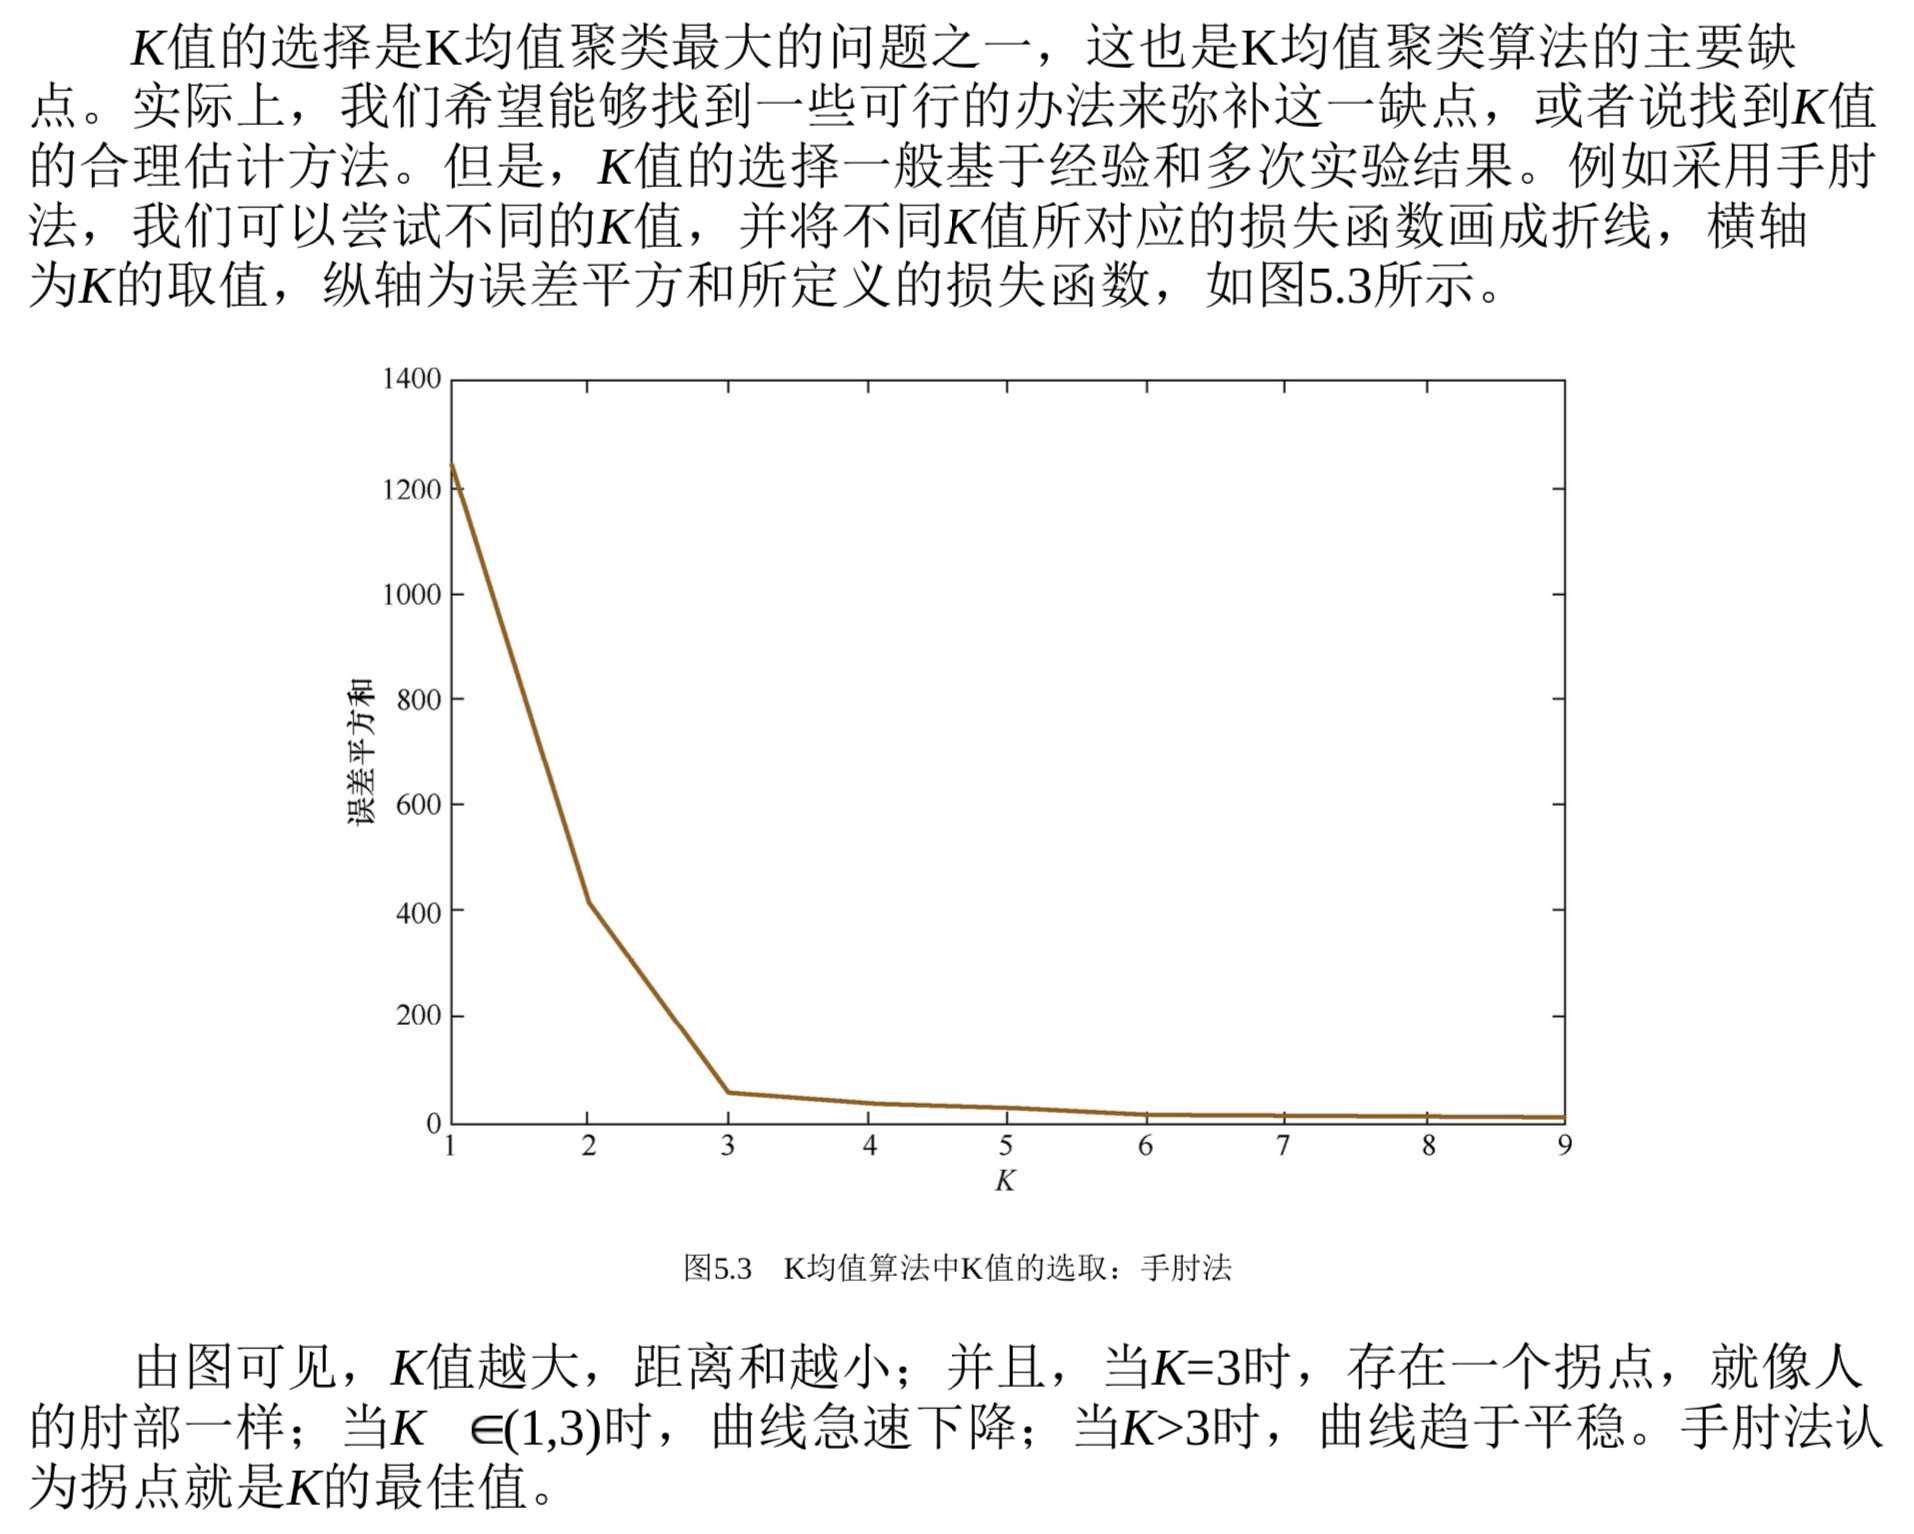 K值的选择是K均值聚类最大的问题之一，这也是K均值聚类算法的主要缺
点。实际上，我们希望能够找到一些可行的办法来弥补这一缺点，或者说找到K值
的合理估计方法。但是，K值的选择一般基于经验和多次实验结果。例如采用手肘
法，我们可以尝试不同的K值，并将不同K值所对应的损失函数画成折线，横轴
为K的取值，纵轴为误差平方和所定义的损失函数，如图5.3所示。
1400
1200
1000
800
600
400
200
0
误差平方和
1 2 3 4 5 6 7 8 9
K
图5.3 K均值算法中K值的选取：手肘法
由图可见，K值越大，距离和越小；并且，当K=3时，存在一个拐点，就像人
的肘部一样；当K ∈(1,3)时，曲线急速下降；当K>3时，曲线趋于平稳。手肘法认
为拐点就是K的最佳值。